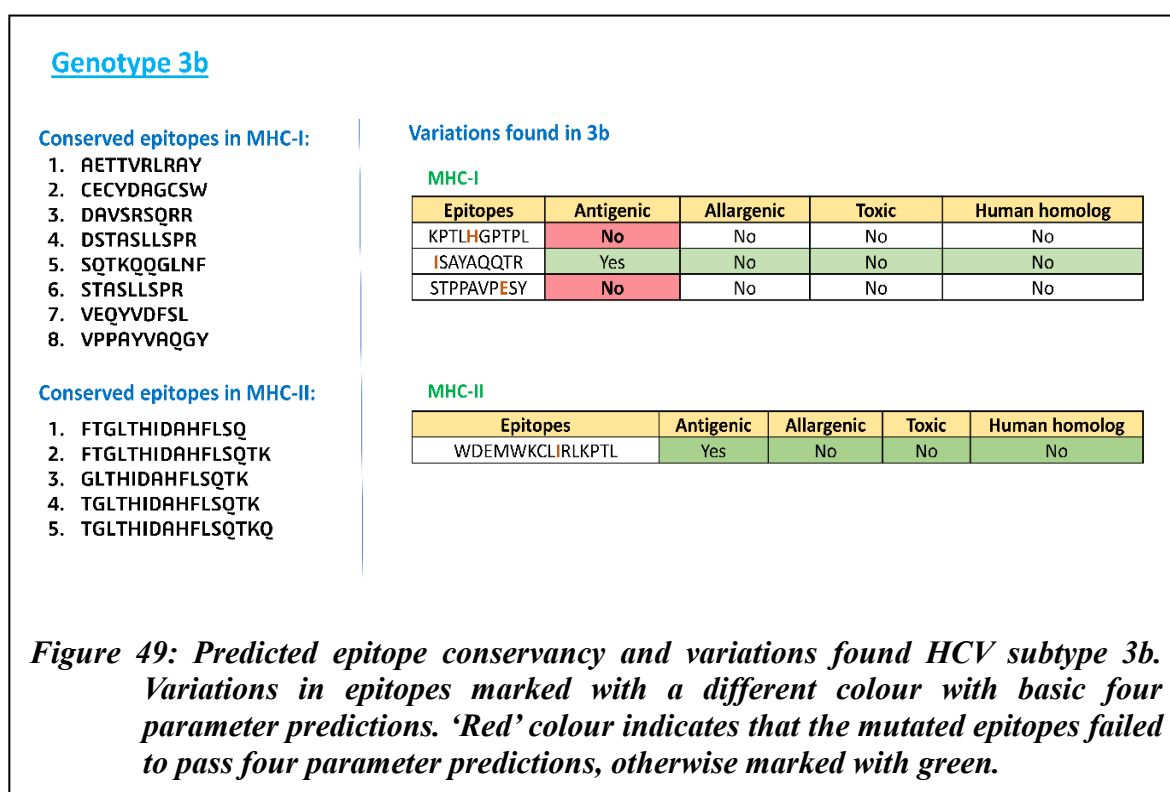 Genotype 3b
Conserved epitopes in MHC-I:
1. AETTVRLRAY
2. CECYDAGCSW
3. DAVSRSQRR
4. DSTASLLSPR
5. SQTKQQGLNF
6. STASLLSPR
7. VEQYVDFSL
8. VPPAYVAQGY
Conserved epitopes in MHC-II:
1. FTGLTHIDAHFLSQ
2. FTGLTHIDAHFLSQTK
3. GLTHIDAHFLSQTK
4. TGLTHIDAHFLSQTK
5. TGLTHIDAHFLSQTKQ
Variations found in 3b
MHC-I
Epitopes Antigenic Allargenic Toxic Human homolog
KPTLHGPTPL No No No No
ISAYAQQTR Yes No No No
STPPAVPESY No No No No
MHC-II
Epitopes Antigenic Allargenic Toxic Human homolog
WDEMWKCLIRLKPTL Yes No No No
Figure 49: Predicted epitope conservancy and variations found HCV subtype 3b.
Variations in epitopes marked with a different colour with basic four
parameter predictions. ‘Red’ colour indicates that the mutated epitopes failed
to pass four parameter predictions, otherwise marked with green.